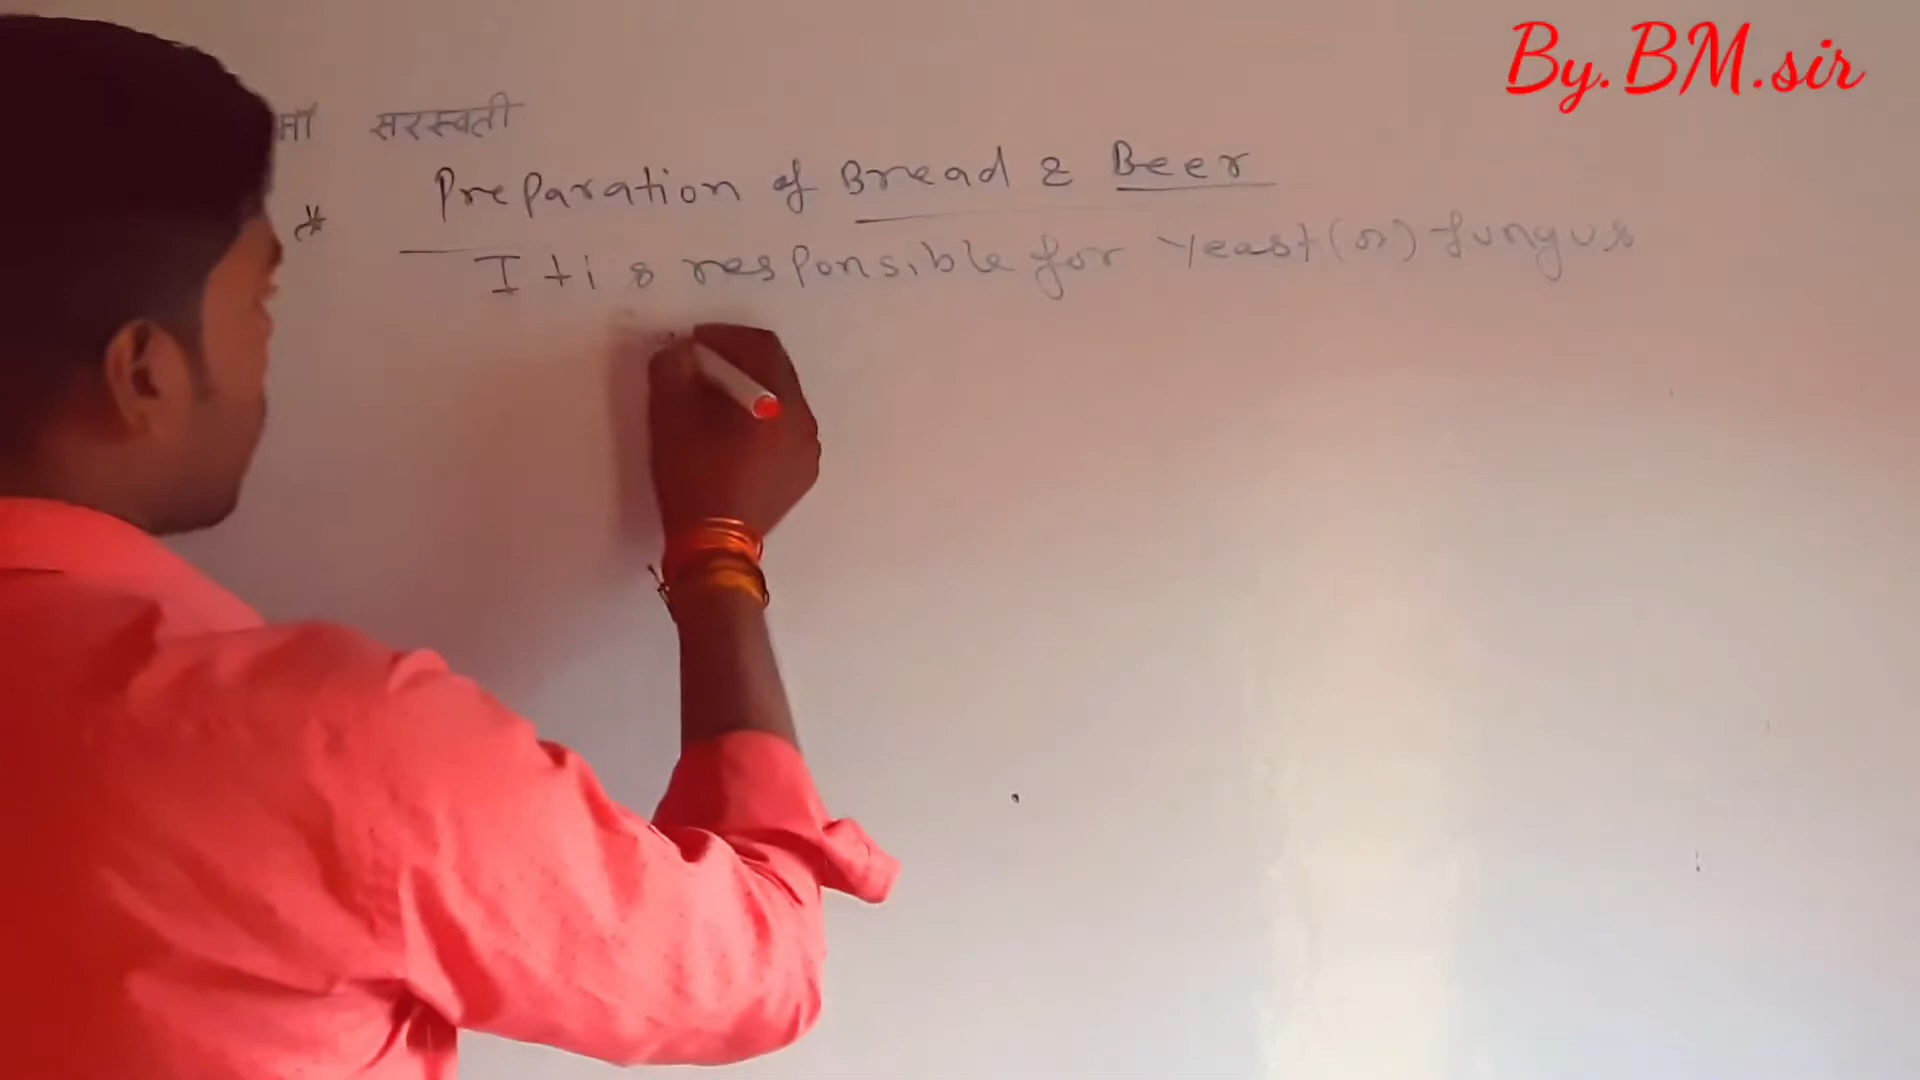 By.BM.sir
माँ सरस्वती
* Preparation of Bread & Beer
It is responsible for Yeast (or) fungus